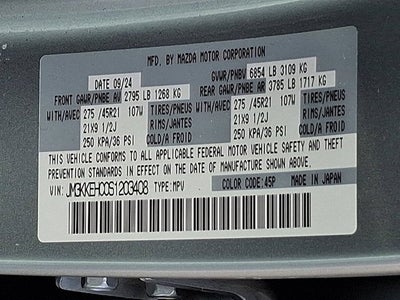 MFD. BY MAZDA MOTOR CORPORATION
DATE 09/24 GVWR/PNBV 6854 LB 3109 KG
FRONT GAWR/PNBE AV 2795 LB 1268 KG REAR GAWR/PNBE AR 3785 LB 1717 KG
WITH/AVEC 275 /45R21 107W TIRES/PNEUS WITH/AVEC 275 /45R21 107W TIRES/PNEUS
21X9 1/2J RIMS/JANTES 21X9 1/2J RIMS/JANTES
250 KPA/36 PSI COLD/A FROID 250 KPA/36 PSI COLD/A FROID
THIS VEHICLE CONFORMS TO ALL APPLICABLE FEDERAL MOTOR VEHICLE SAFETY AND THEFT
PREVENTION STANDARDS IN EFFECT ON THE DATE OF MANUFACTURE SHOWN ABOVE.
VIN: JM3KKEHC0S1203408 TYPE: MPV COLOR CODE: 45P MADE IN JAPAN